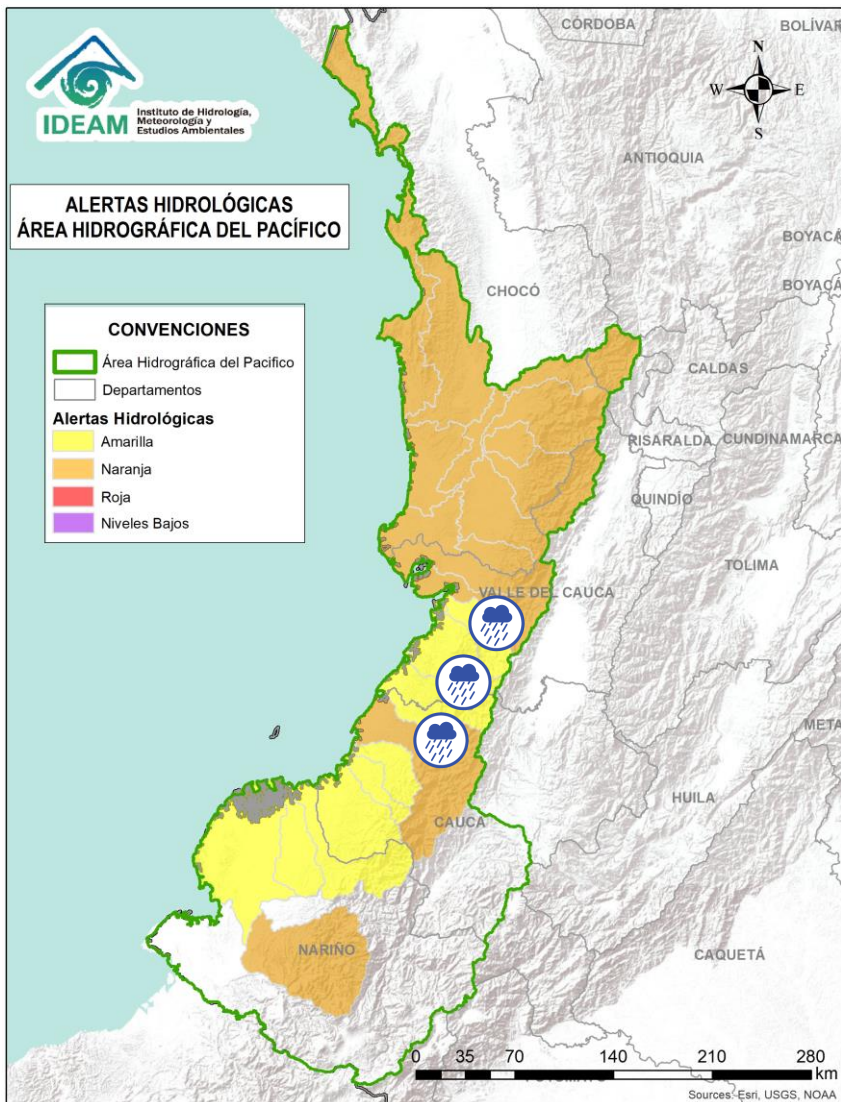 CÓRDOBA
BOLÍVAR
N
W E
S
IDEAM
Instituto de Hidrología,
Meteorología y
Estudios Ambientales
ANTIOQUIA
ALERTAS HIDROLÓGICAS
ÁREA HIDROGRÁFICA DEL PACÍFICO
BOYACÁ
BOYACÁ
CHOCÓ
CONVENCIONES
Área Hidrográfica del Pacifico
Departamentos
Alertas Hidrológicas
Amarilla
Naranja
Roja
Niveles Bajos
CALDAS
RISARALDA
CUNDINAMARCA
QUINDÍO
TOLIMA
VALLE DEL CAUCA
META
HUILA
CAUCA
NARIÑO
CAQUETÁ
0 35 70 140 210 280
km
Sources: Esri, USGS, NOAA